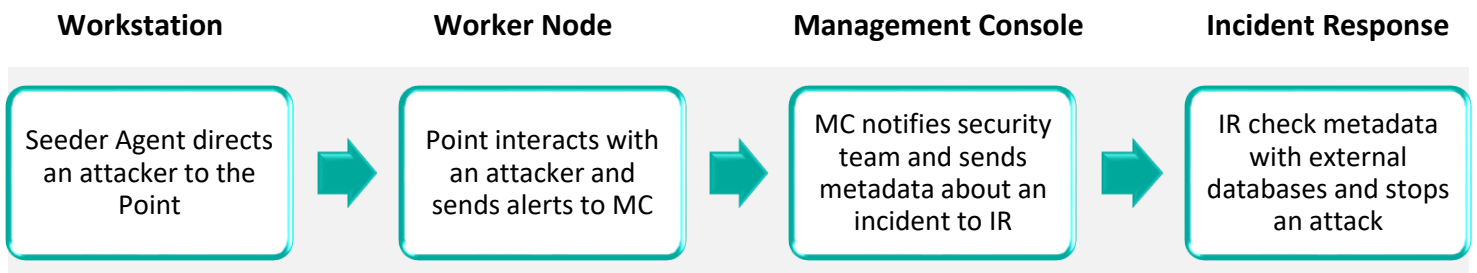 Workstation
Worker Node
Management Console
Incident Response
Seeder Agent directs
an attacker to the
Point
Point interacts with
an attacker and
sends alerts to MC
MC notifies security
team and sends
metadata about an
incident to IR
IR check metadata
with external
databases and stops
an attack